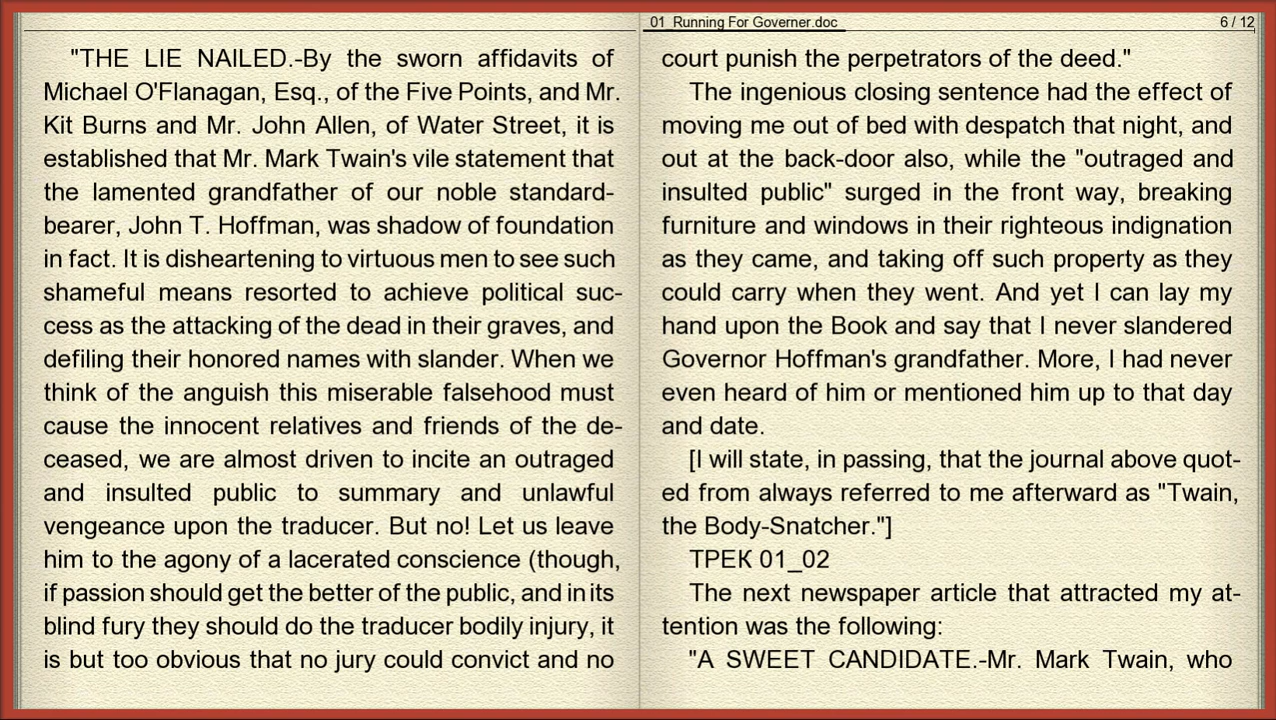 01_Running For Governer.doc
6 / 12
"THE LIE NAILED.-By the sworn affidavits of
Michael O'Flanagan, Esq., of the Five Points, and Mr.
Kit Burns and Mr. John Allen, of Water Street, it is
established that Mr. Mark Twain's vile statement that
the lamented grandfather of our noble standard-
bearer, John T. Hoffman, was shadow of foundation
in fact. It is disheartening to virtuous men to see such
shameful means resorted to achieve political suc-
cess as the attacking of the dead in their graves, and
defiling their honored names with slander. When we
think of the anguish this miserable falsehood must
cause the innocent relatives and friends of the de-
ceased, we are almost driven to incite an outraged
and insulted public to summary and unlawful
vengeance upon the traducer. But no! Let us leave
him to the agony of a lacerated conscience (though,
if passion should get the better of the public, and in its
blind fury they should do the traducer bodily injury, it
is but too obvious that no jury could convict and no
court punish the perpetrators of the deed."
The ingenious closing sentence had the effect of
moving me out of bed with despatch that night, and
out at the back-door also, while the "outraged and
insulted public" surged in the front way, breaking
furniture and windows in their righteous indignation
as they came, and taking off such property as they
could carry when they went. And yet I can lay my
hand upon the Book and say that I never slandered
Governor Hoffman's grandfather. More, I had never
even heard of him or mentioned him up to that day
and date.
[I will state, in passing, that the journal above quot-
ed from always referred to me afterward as "Twain,
the Body-Snatcher."]
ТРЕК 01_02
The next newspaper article that attracted my at-
tention was the following:
"A SWEET CANDIDATE.-Mr. Mark Twain, who